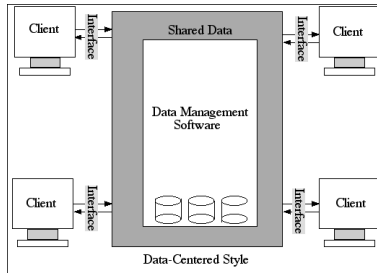 Client
Interface
Shared Data
Interface
Client
Data Management
Software
Client
Interface
Interface
Client
Data-Centered Style